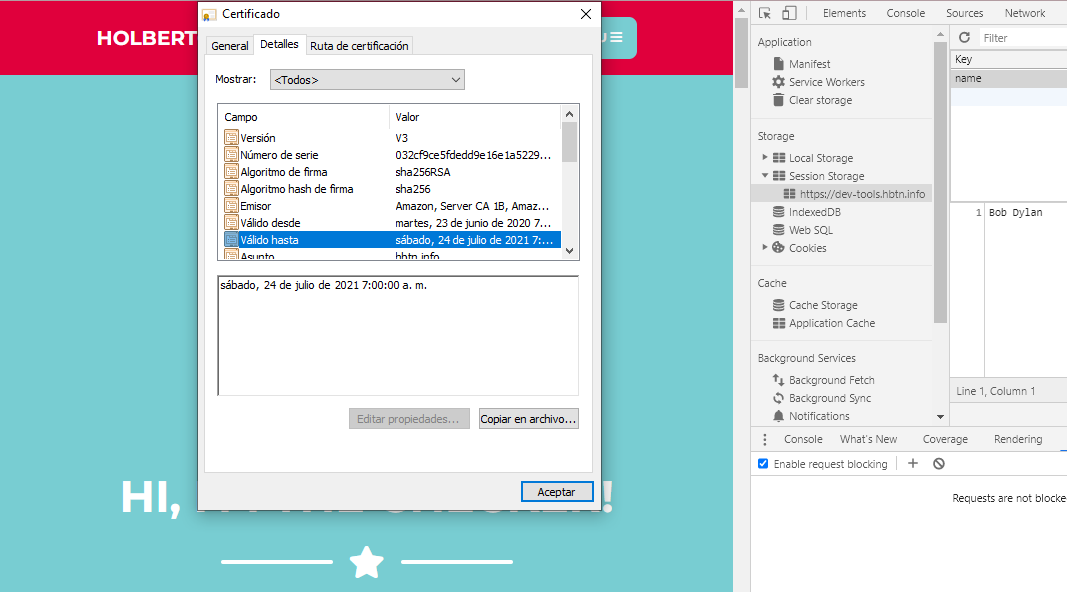 HOLBERT
Certificado
General
Detalles
Ruta de certificación
Mostrar:
<Todos>
Campo Valor
Versión V3
Número de serie 032cf9ce5fdedd9e16e1a5229...
Algoritmo de firma sha256RSA
Algoritmo hash de firma sha256
Emisor Amazon, Server CA 1B, Amaz...
Válido desde martes, 23 de junio de 2020 7...
Válido hasta sábado, 24 de julio de 2021 7:...
Asunto hbtn.info
sábado, 24 de julio de 2021 7:00:00 a. m.
Editar propiedades...
Copiar en archivo...
Aceptar
HI,
!
Elements Console Sources Network
Application
Manifest
Service Workers
Clear storage
Storage
Local Storage
Session Storage
https://dev-tools.hbtn.info
IndexedDB
Web SQL
Cookies
Cache
Cache Storage
Application Cache
Background Services
Background Fetch
Background Sync
Notifications
Filter
Key
name
1 Bob Dylan
Line 1, Column 1
Console What's New Coverage Rendering
Enable request blocking
Requests are not blocke